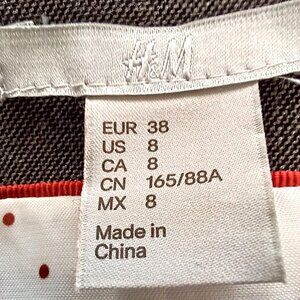 H&M
EUR 38
US 8
CA 8
CN 165/88A
MX 8
Made in
China